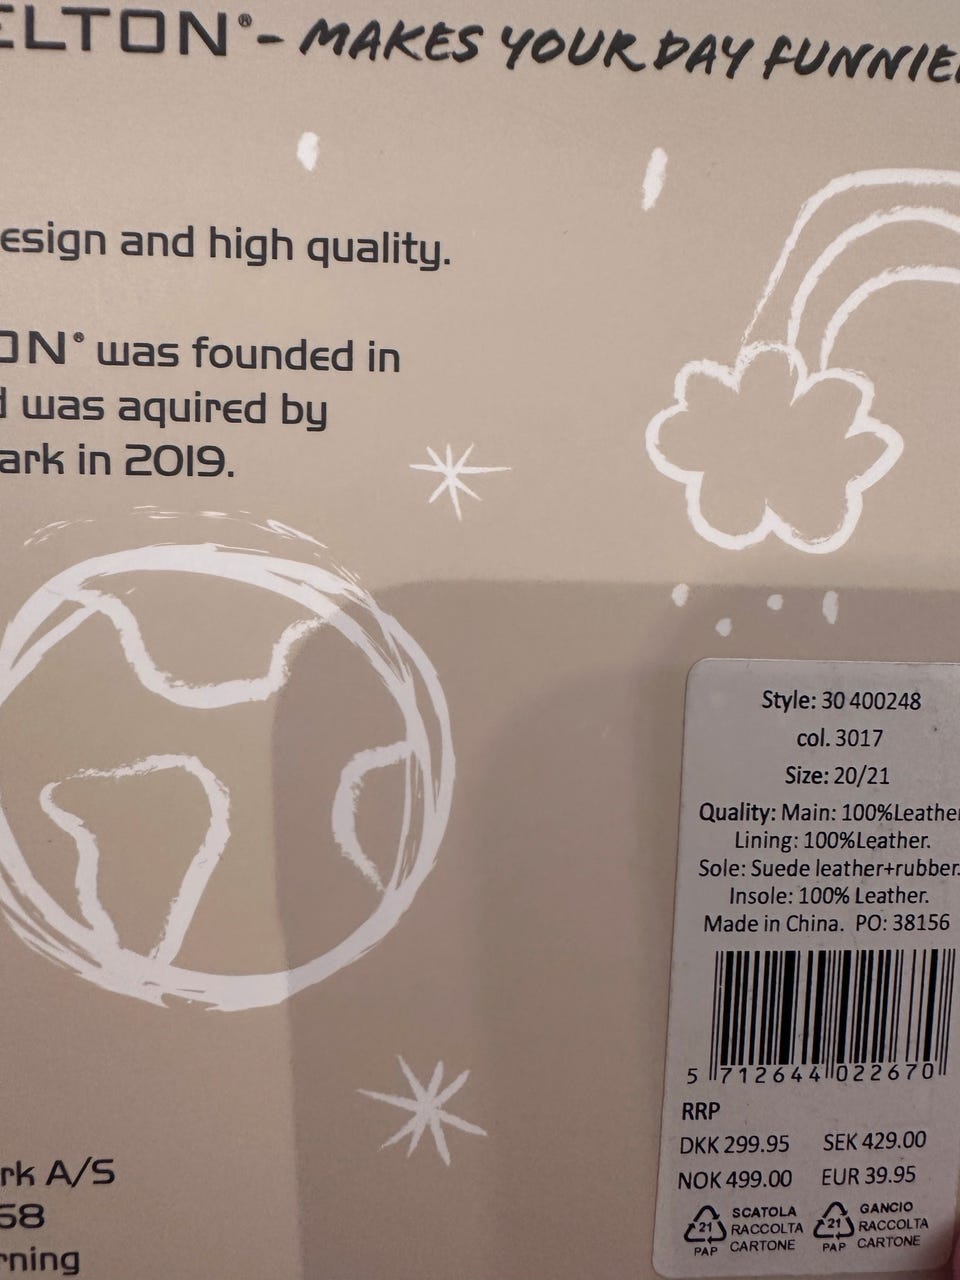 ELTON®- MAKES YOUR DAY FUNNIE
esign and high quality.
ON® was founded in
d was aquired by
ark in 2019.
Style: 30 400248
col. 3017
Size: 20/21
Quality: Main: 100%Leather
Lining: 100%Leather.
Sole: Suede leather+rubber.
Insole: 100% Leather.
Made in China. PO: 38156
5 712644 022670
RRP
DKK 299.95 SEK 429.00
NOK 499.00 EUR 39.95
21 PAP SCATOLA RACCOLTA CARTONE
21 PAP GANCIO RACCOLTA CARTONE
rk A/S
58
rning